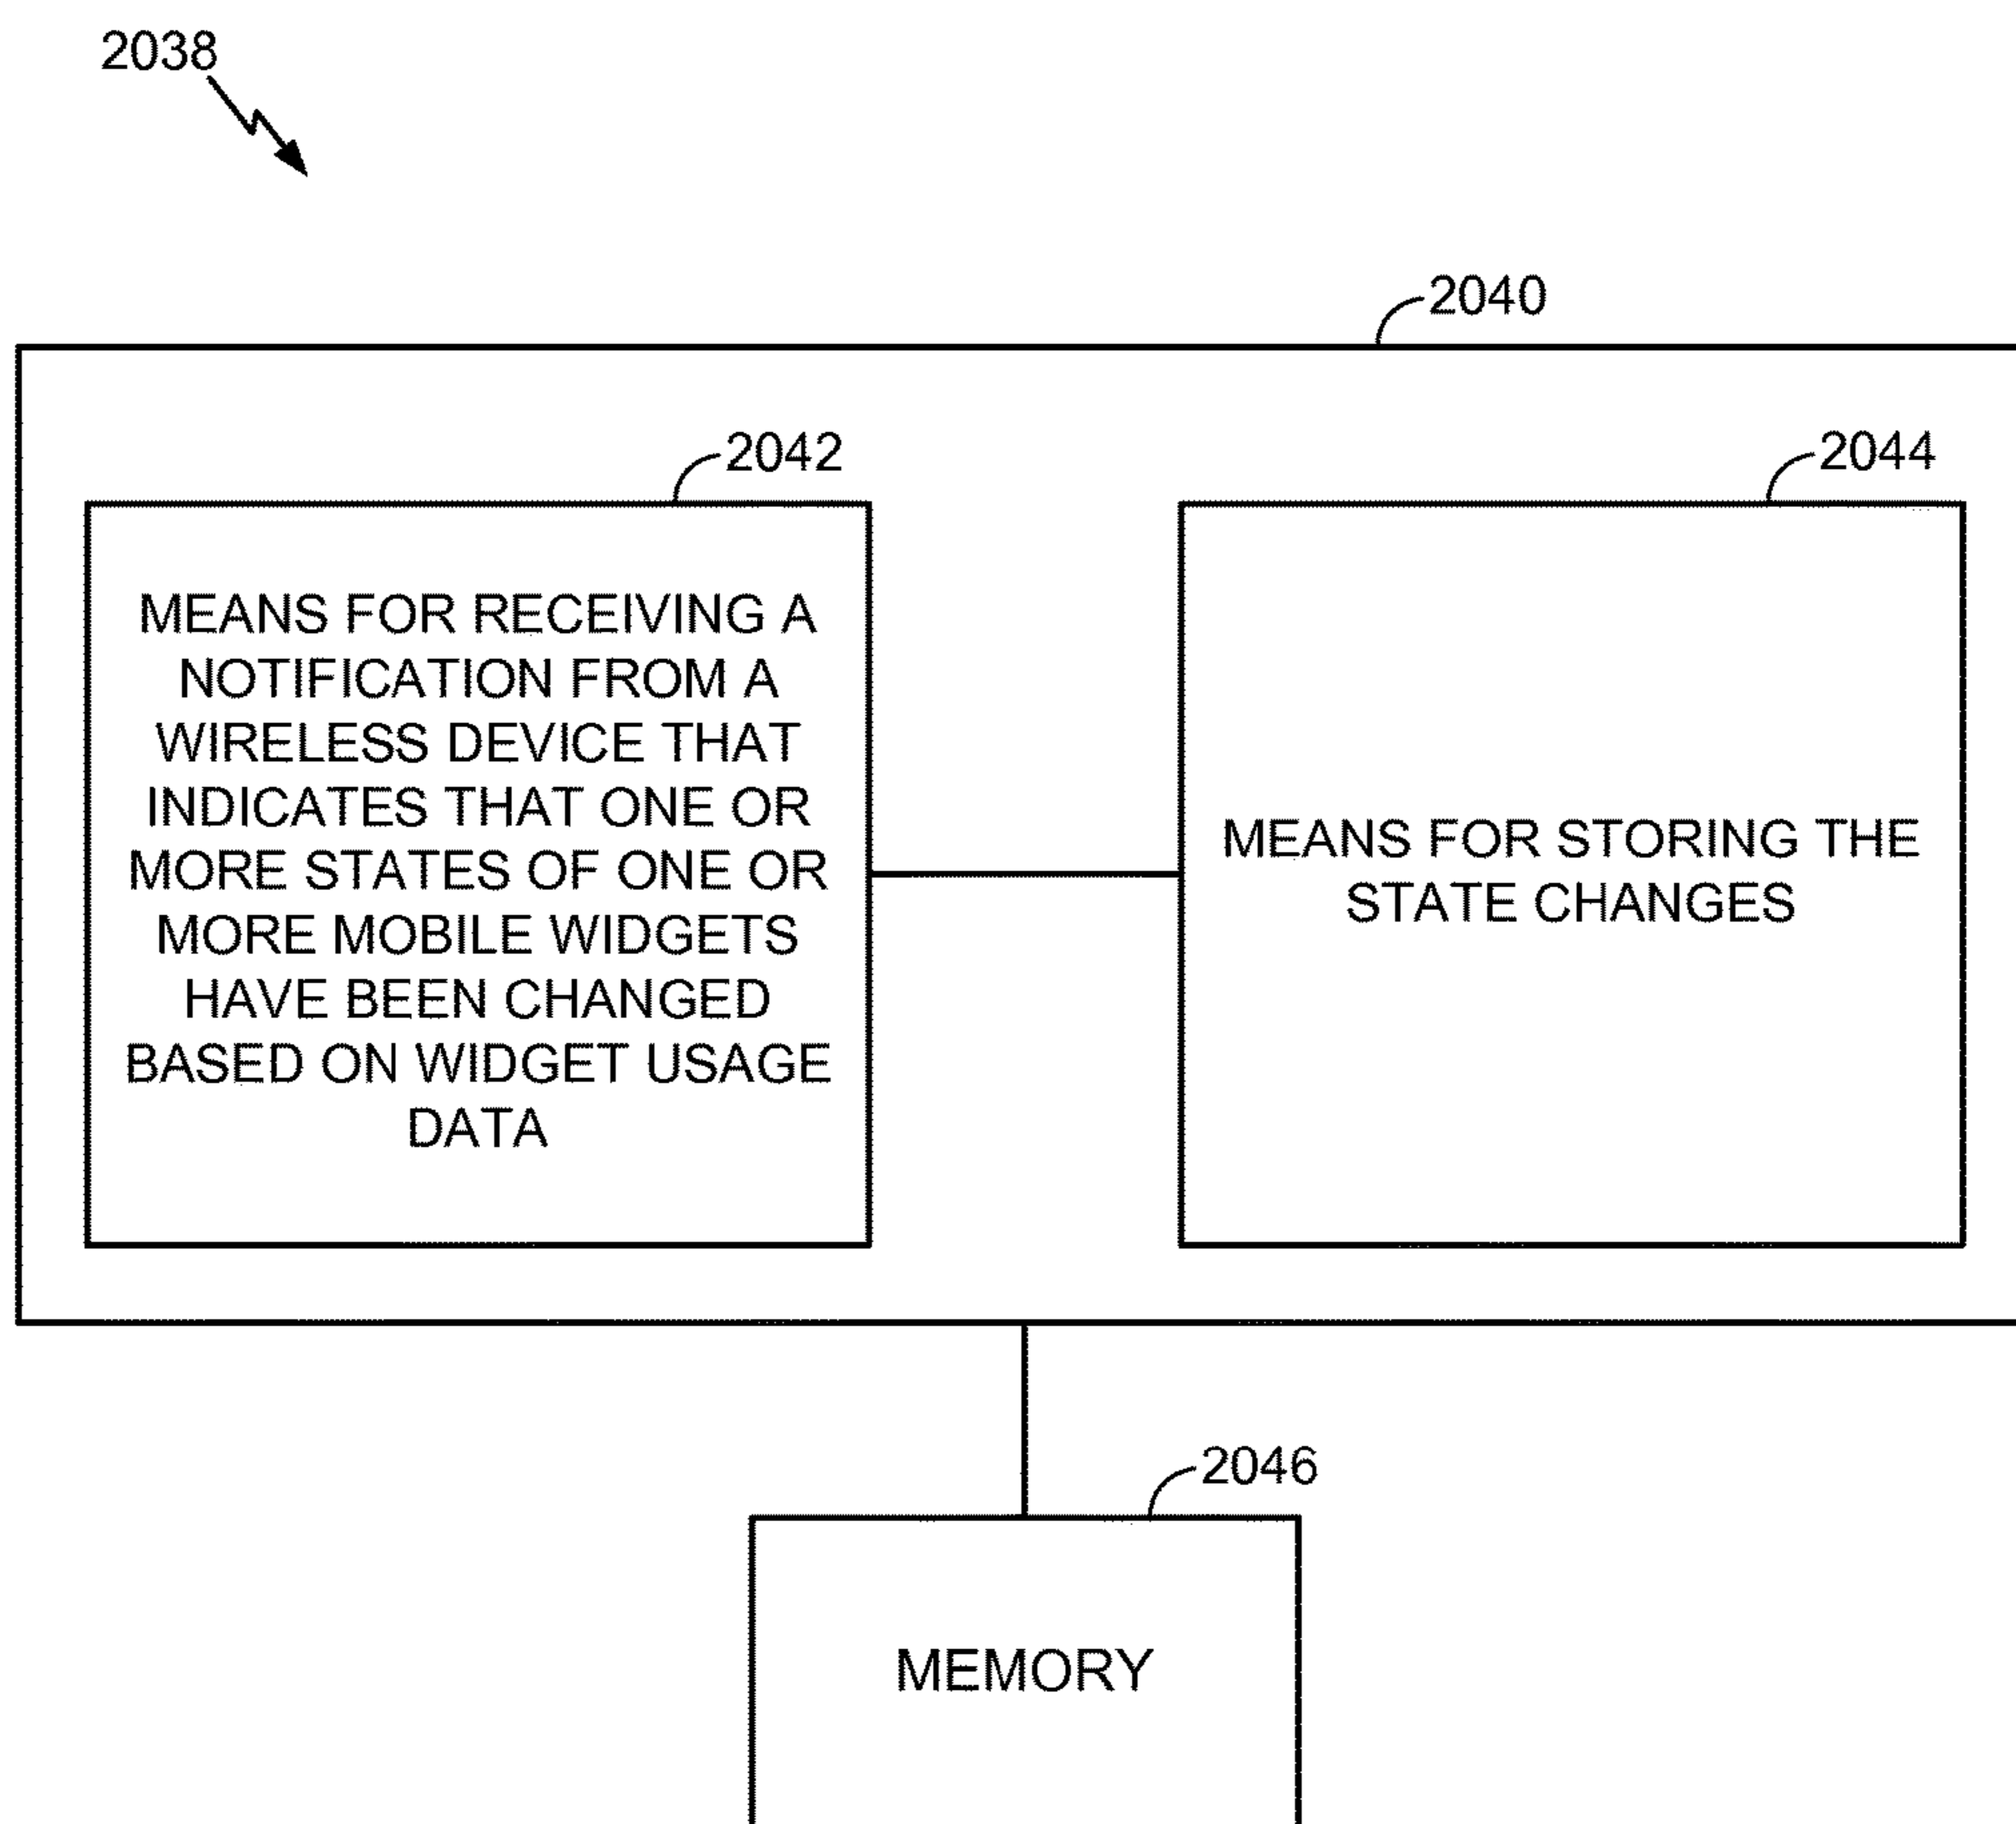 2038
2040
2042
2044
MEANS FOR RECEIVING A
NOTIFICATION FROM A
WIRELESS DEVICE THAT
INDICATES THAT ONE OR
MORE STATES OF ONE OR
MORE MOBILE WIDGETS
HAVE BEEN CHANGED
BASED ON WIDGET USAGE
DATA
MEANS FOR STORING THE
STATE CHANGES
2046
MEMORY